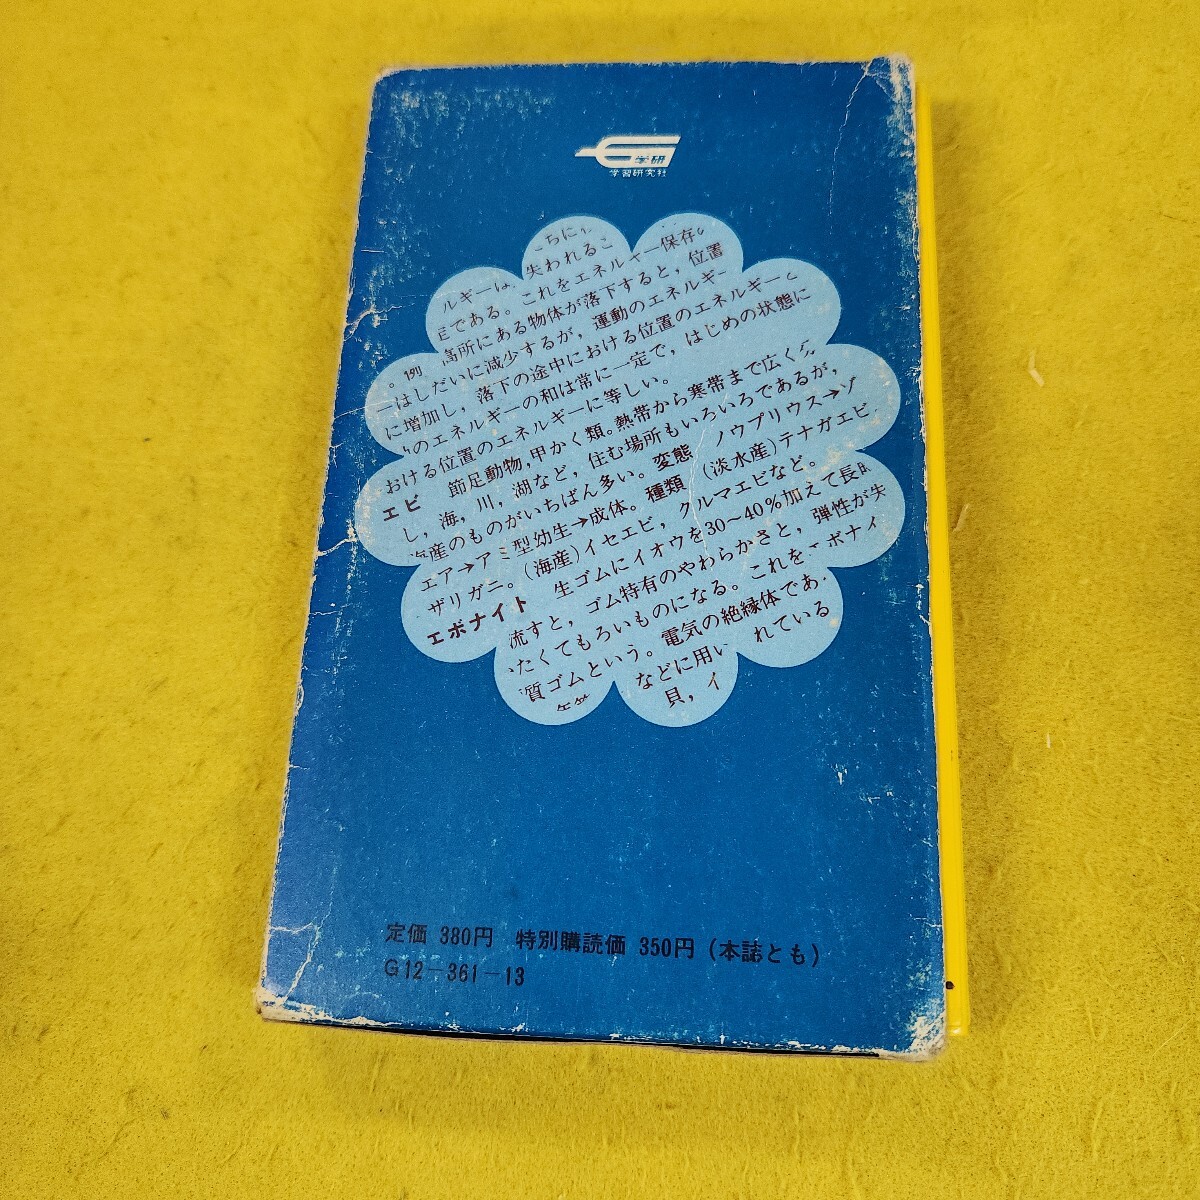 学研
学習研究社
ちに
失われるこ
ルギーは、これをエネルギー保存の
である。高所にある物体が落下すると，位置
。例 はしだいに減少するが，運動のエネルギー
ーに増加し，落下の途中における位置のエネルギーと
のエネルギーの和は常に一定で，はじめの状態に
おける位置のエネルギーに等しい。
エビ 節足動物，甲かく類。熱帯から寒帯まで広く分
し，海，川，湖など，住む場所もいろいろであるが，
海産のものがいちばん多い。変態 ノウプリウス→ゾ
エア→アミ型幼生→成体。種類 (淡水産)テナガエビ，
ザリガニ。(海産)イセエビ，クルマエビなど。
エボナイト 生ゴムにイオウを30〜40%加えて長時
流すと，ゴム特有のやわらかさと，弾性が失
たくてもろいものになる。これをエボナイ
質ゴムという。電気の絶縁体であ
などに用い れている
貝，イ
定価 380円 特別購読価 350円 (本誌とも)
G12-361-13